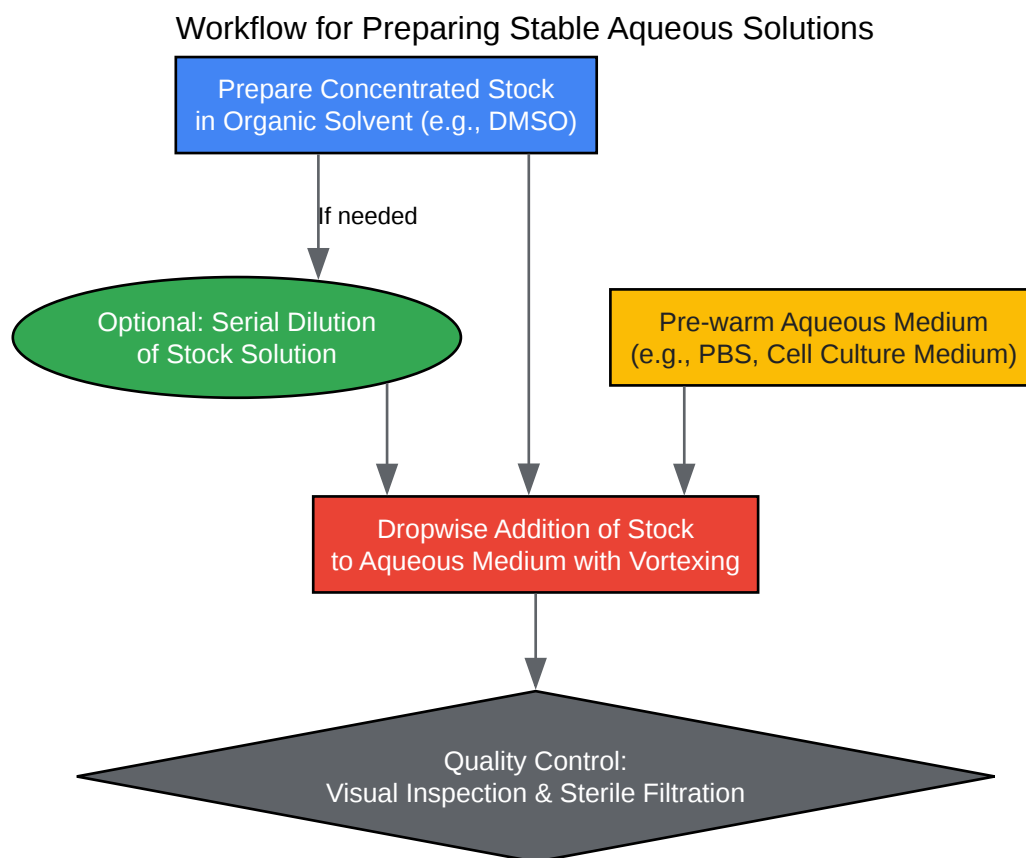 Workflow for Preparing Stable Aqueous Solutions
Prepare Concentrated Stock
in Organic Solvent (e.g., DMSO)
If needed
Optional: Serial Dilution
of Stock Solution
Pre-warm Aqueous Medium
(e.g., PBS, Cell Culture Medium)
Dropwise Addition of Stock
to Aqueous Medium with Vortexing
Quality Control:
Visual Inspection & Sterile Filtration